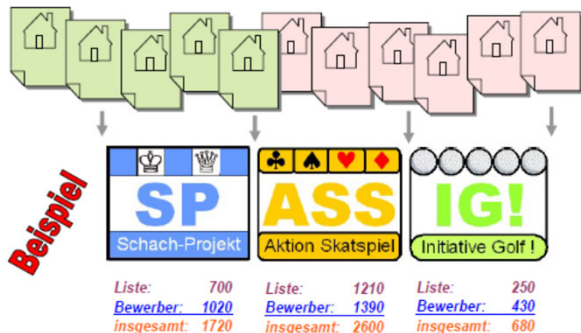 Beispiel
SP
Schach-Projekt
Liste: 700
Bewerber: 1020
insgesamt: 1720
ASS
Aktion Skatspiel
Liste: 1210
Bewerber: 1390
insgesamt: 2600
IG!
Initiative Golf !
Liste: 250
Bewerber: 430
insgesamt: 680